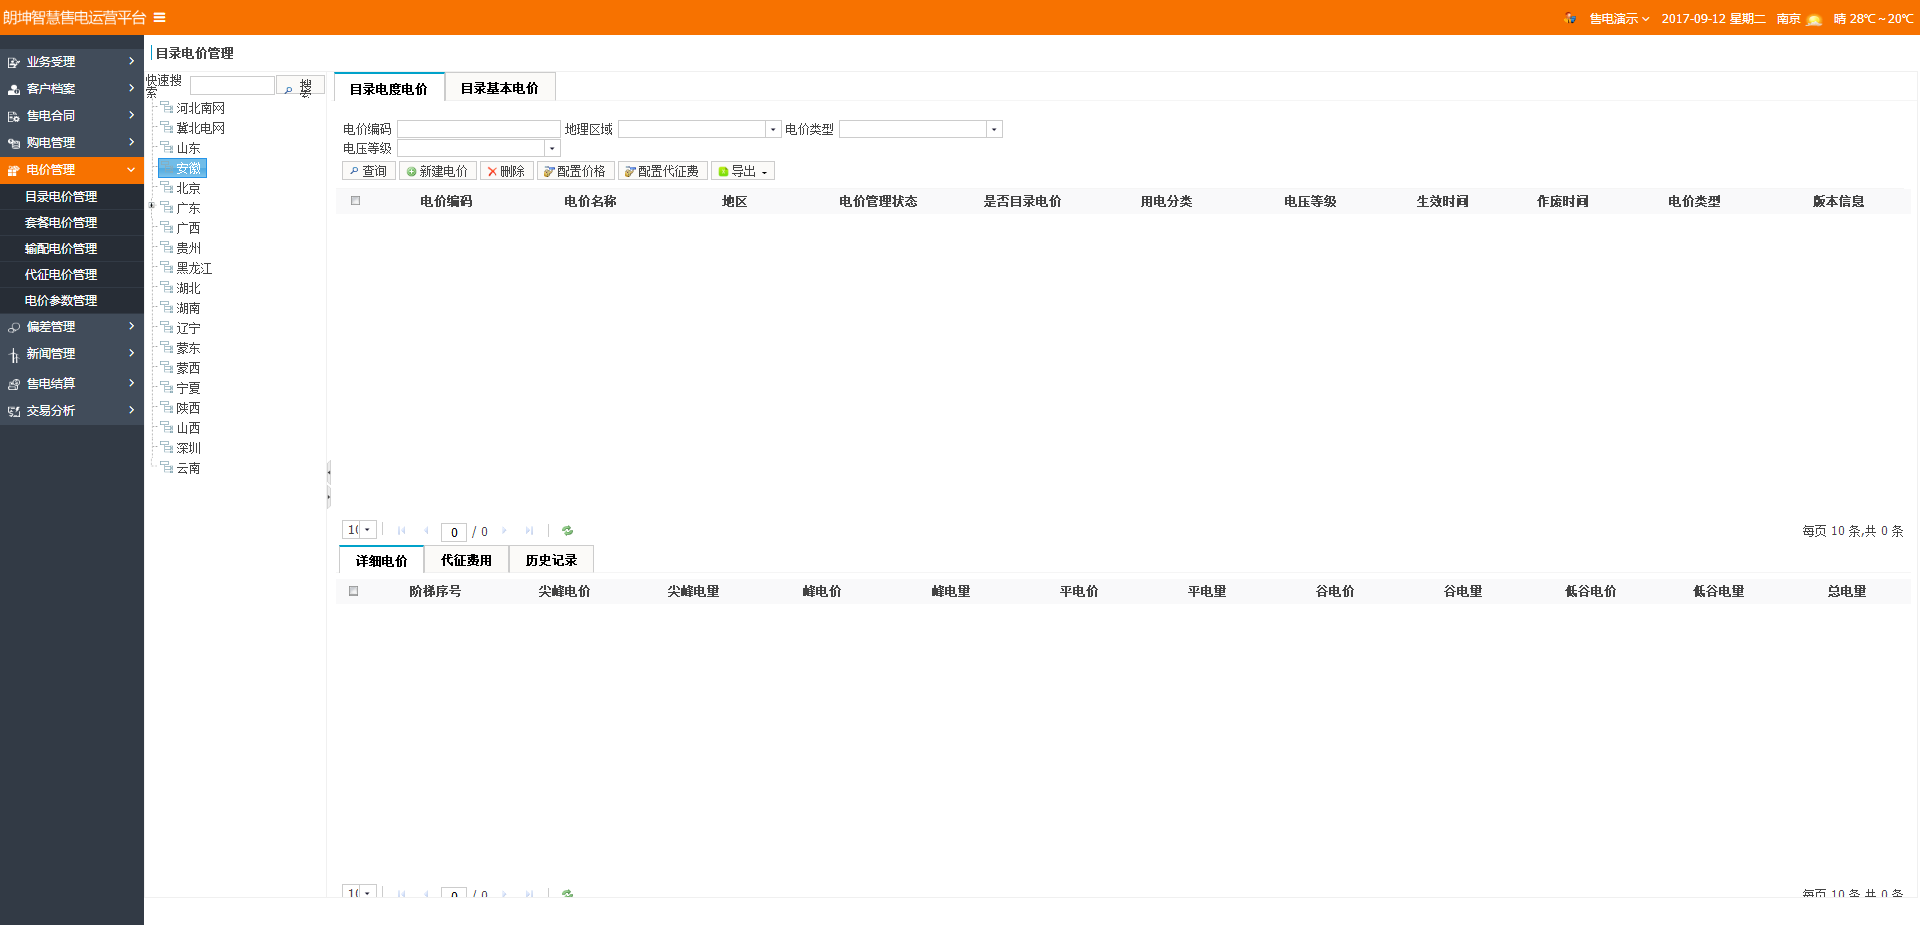 朗坤智慧售电运营平台
售电演示 2017-09-12 星期二 南京 晴 28℃~20℃
业务受理
客户档案
售电合同
购电管理
电价管理
目录电价管理
套餐电价管理
输配电价管理
代征电价管理
电价参数管理
偏差管理
新闻管理
售电结算
交易分析
目录电价管理
快速搜索 搜索
河北南网
冀北电网
山东
安徽
北京
广东
广西
贵州
黑龙江
湖北
湖南
辽宁
蒙东
蒙西
宁夏
陕西
山西
深圳
云南
目录电度电价 目录基本电价
电价编码 地理区域 电价类型
电压等级
查询 新建电价 删除 配置价格 配置代征费 导出
电价编码 电价名称 地区 电价管理状态 是否目录电价 用电分类 电压等级 生效时间 作废时间 电价类型 版本信息
10 0 / 0 每页 10 条,共 0 条
详细电价 代征费用 历史记录
阶梯序号 尖峰电价 尖峰电量 峰电价 峰电量 平电价 平电量 谷电价 谷电量 低谷电价 低谷电量 总电量
10 0 / 0 每页 10 条,共 0 条